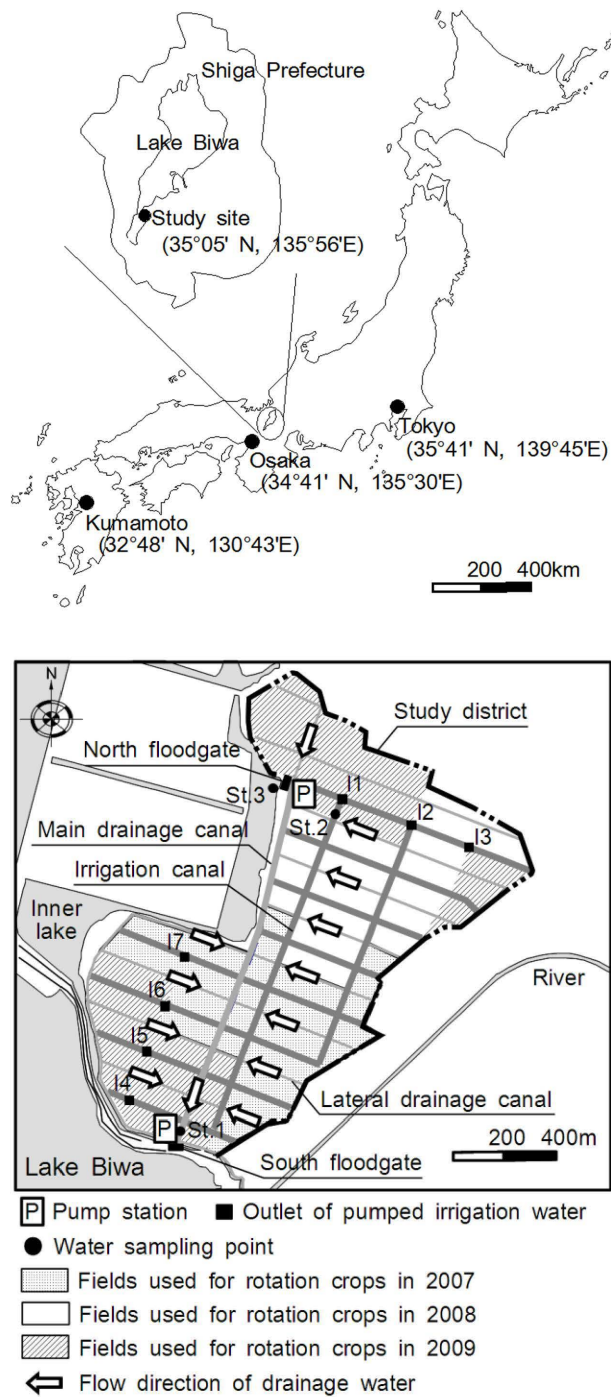 Shiga Prefecture
Lake Biwa
Study site
(35°05' N, 135°56'E)
Tokyo
(35°41' N, 139°45'E)
Osaka
(34°41' N, 135°30'E)
Kumamoto
(32°48' N, 130°43'E)
200 400km
N
Study district
North floodgate
P
I1
St.3
St.2
I2
I3
Main drainage canal
Irrigation canal
Inner
lake
I7
River
I6
I5
I4
Lateral drainage canal
P
St.1
200 400m
Lake Biwa
South floodgate
P Pump station
Outlet of pumped irrigation water
Water sampling point
Fields used for rotation crops in 2007
Fields used for rotation crops in 2008
Fields used for rotation crops in 2009
Flow direction of drainage water